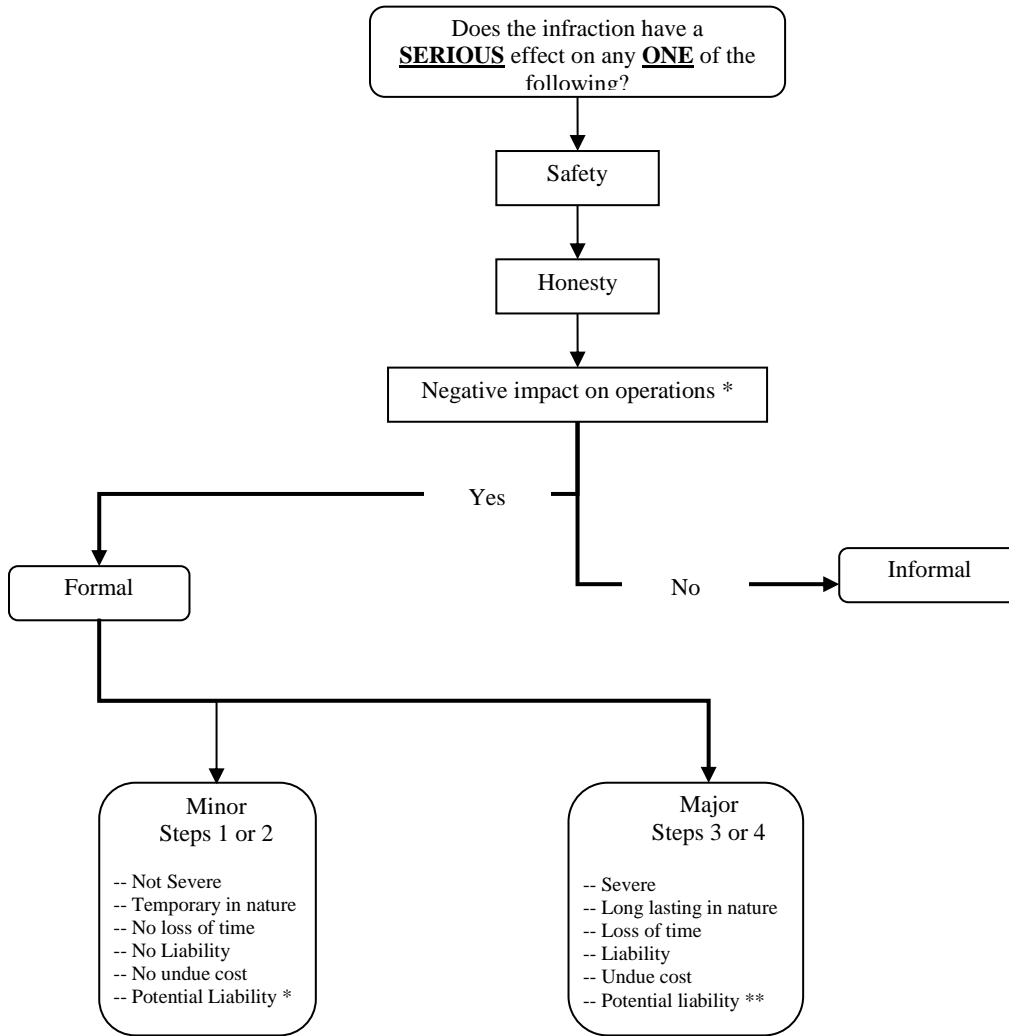 Does the infraction have a
SERIOUS effect on any ONE of the
following?
Safety
Honesty
Negative impact on operations *
Yes
No
Informal
Formal
Minor
Steps 1 or 2
-- Not Severe
-- Temporary in nature
-- No loss of time
-- No Liability
-- No undue cost
-- Potential Liability *
Major
Steps 3 or 4
-- Severe
-- Long lasting in nature
-- Loss of time
-- Liability
-- Undue cost
-- Potential liability **